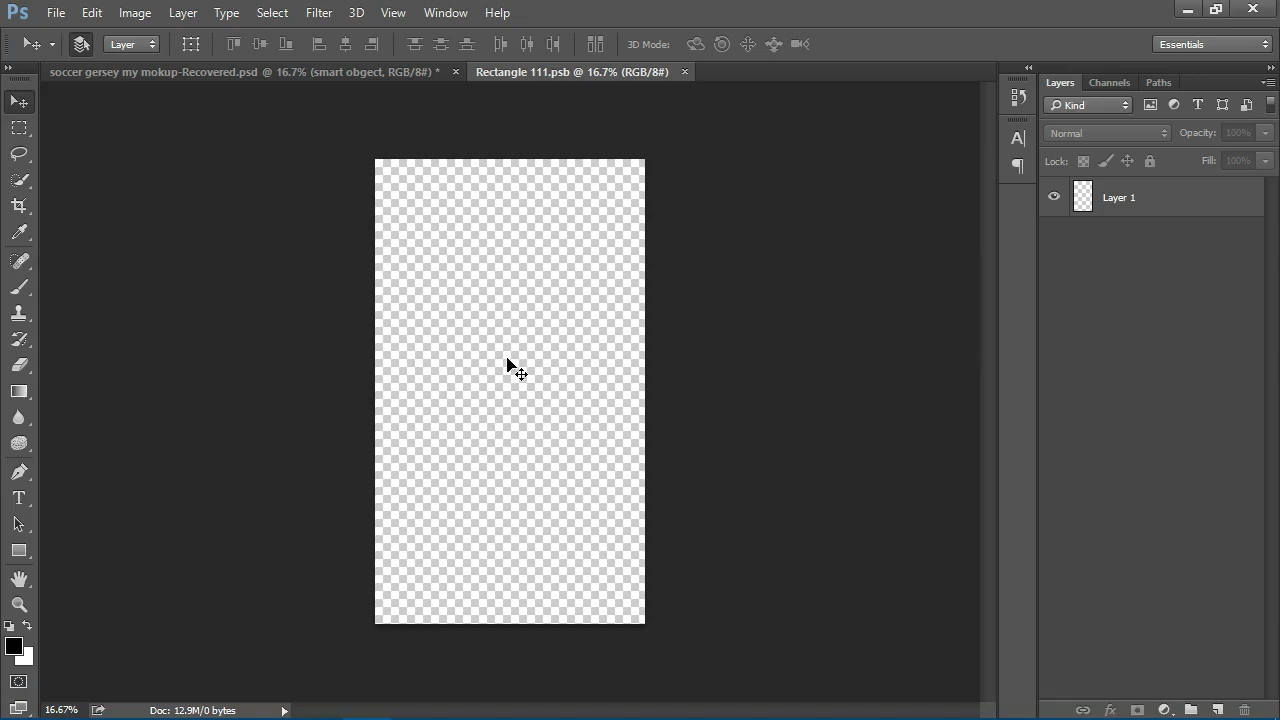 Ps File Edit Image Layer Type Select Filter 3D View Window Help
Layer 3D Mode: Essentials
soccer gersey my mokup-Recovered.psd @ 16.7% (smart obgect, RGB/8#) * × Rectangle 111.psb @ 16.7% (RGB/8#) ×
Layers Channels Paths
Kind T
Normal Opacity: 100%
Lock: Fill: 100%
Layer 1
A
T
16.67% Doc: 12.9M/0 bytes
fx